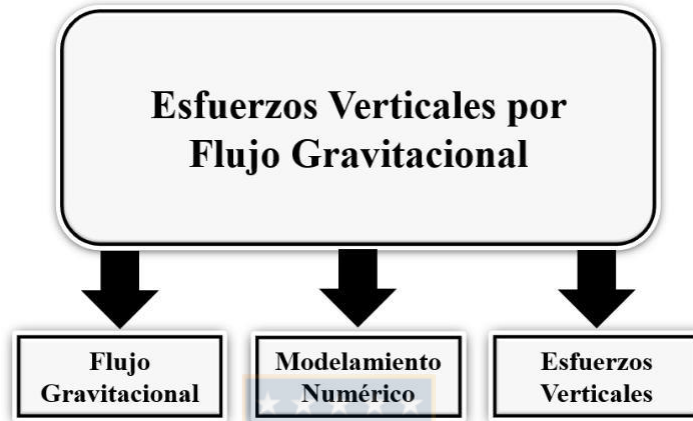 Esfuerzos Verticales por
Flujo Gravitacional
Flujo
Gravitacional
Modelamiento
Numérico
Esfuerzos
Verticales